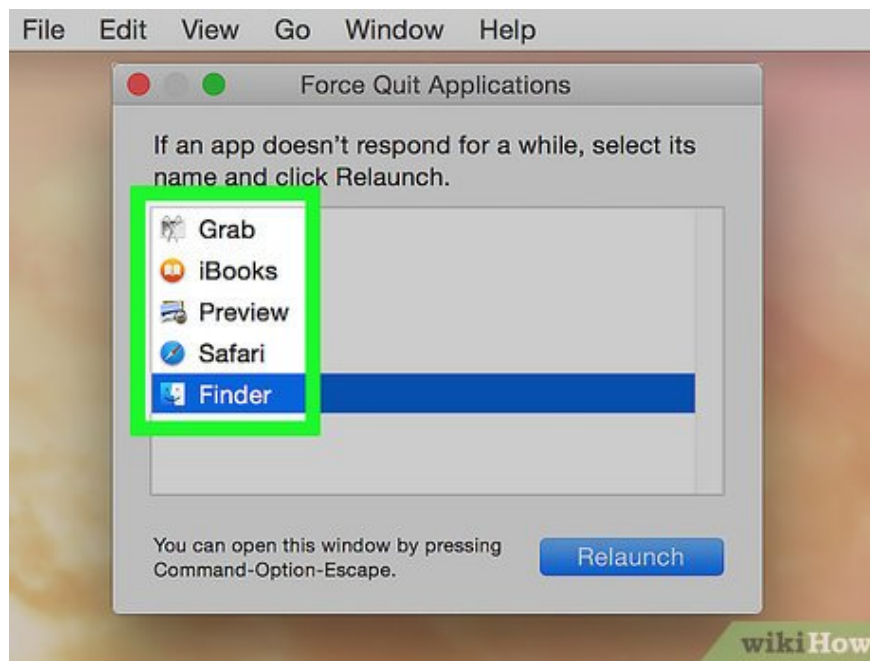 File Edit View Go Window Help
Force Quit Applications
If an app doesn't respond for a while, select its
name and click Relaunch.
Grab
iBooks
Preview
Safari
Finder
You can open this window by pressing
Command-Option-Escape.
Relaunch
wikiHow